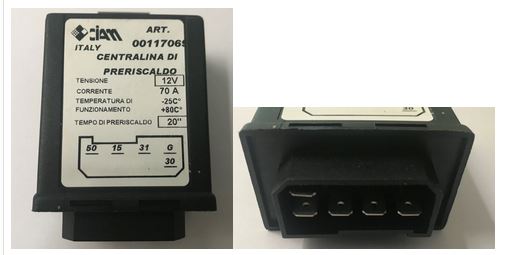 CIAM
ITALY
ART.
0011706
CENTRALINA DI
PRERISCALDO
TENSIONE 12V
CORRENTE 70 A
TEMPERATURA DI -25C°
FUNZIONAMENTO +80C°
TEMPO DI PRERISCALDO 20"
50 15 31 G
30
30